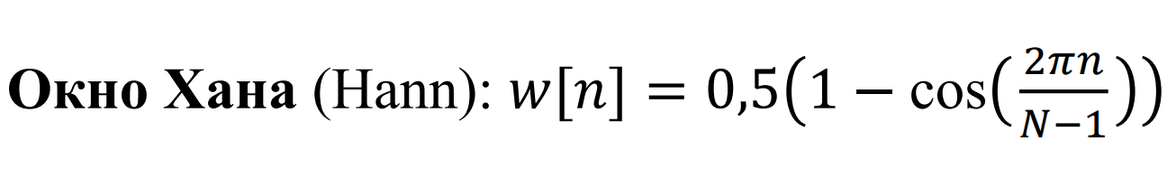 Окно Хана (Hann): w[n] = 0,5(1 − cos(2πn/N−1))